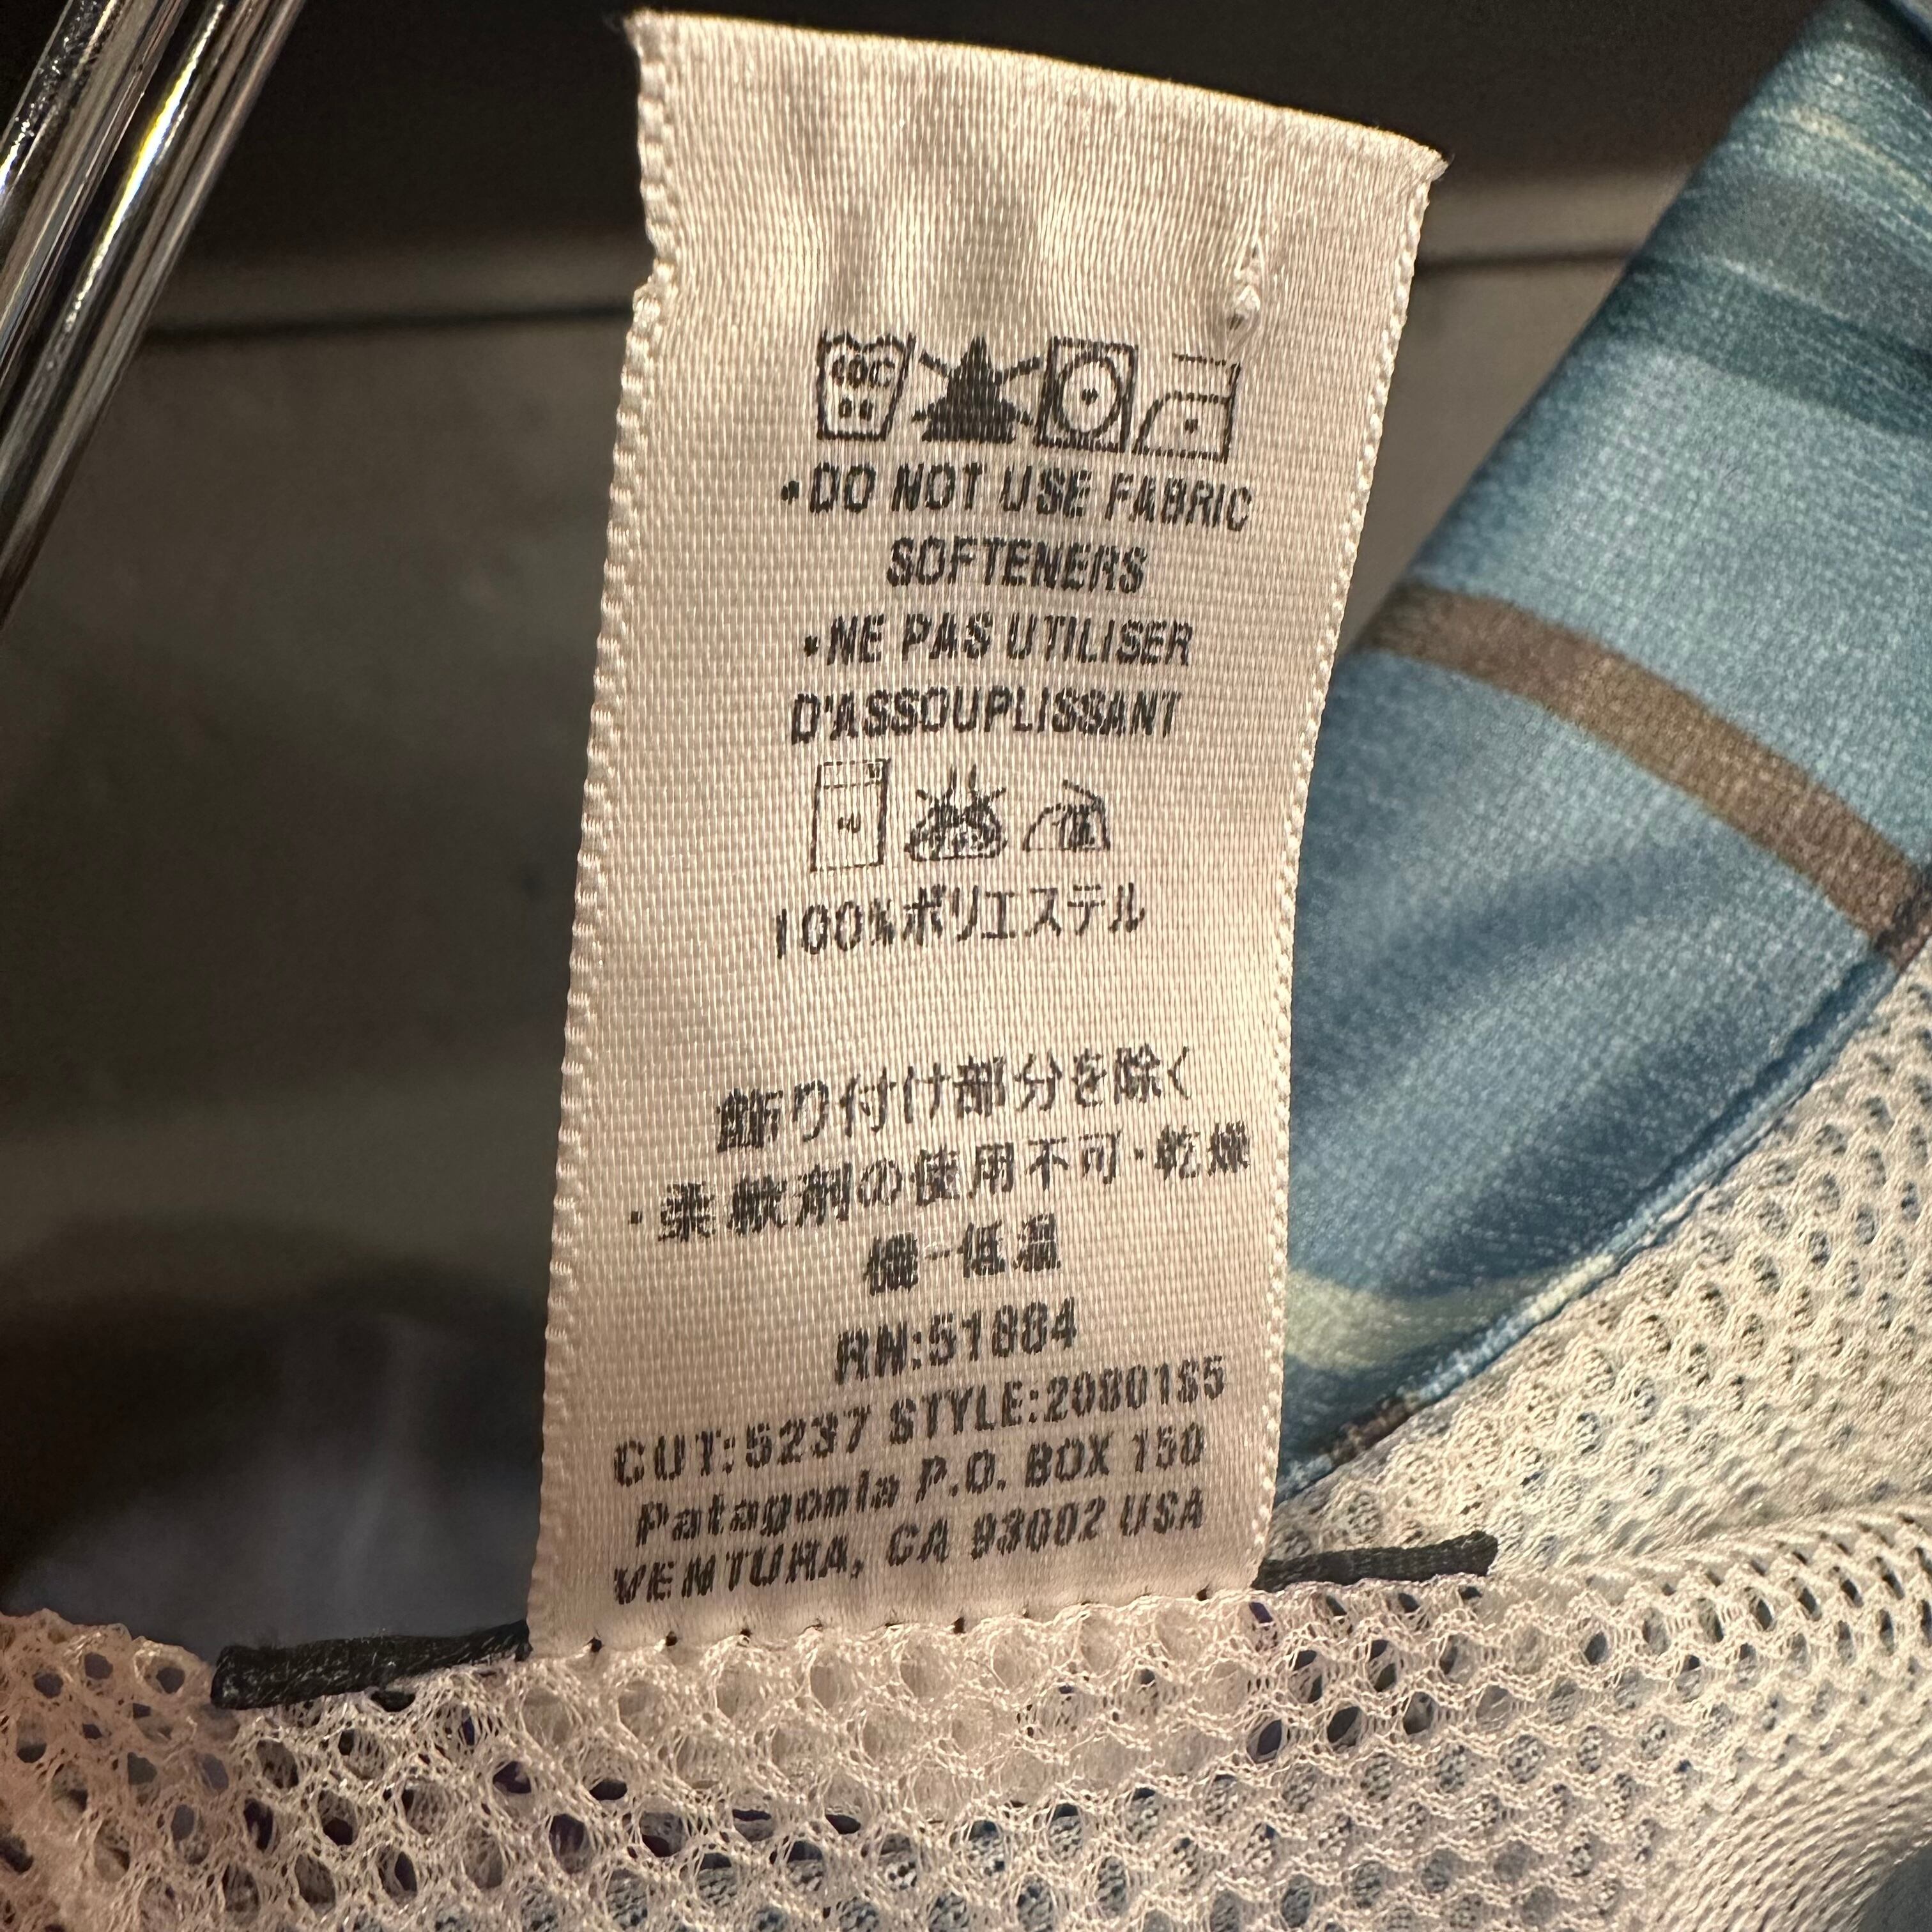 •DO NOT USE FABRIC
SOFTENERS
•NE PAS UTILISER
D'ASSOUPLISSANT
100%ポリエステル
飾り付け部分を除く
・柔軟剤の使用不可・乾燥
機-低温
RN:51884
CUT:5237 STYLE:20801S5
Patagonia P.O. BOX 150
VENTURA, CA 93002 USA